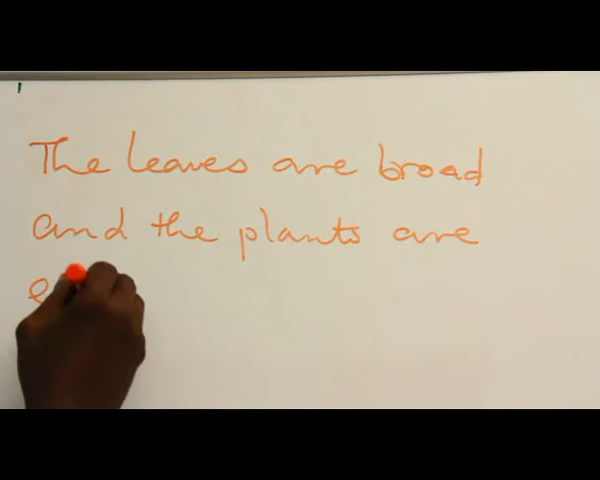 The leaves are broad
and the plants are
e